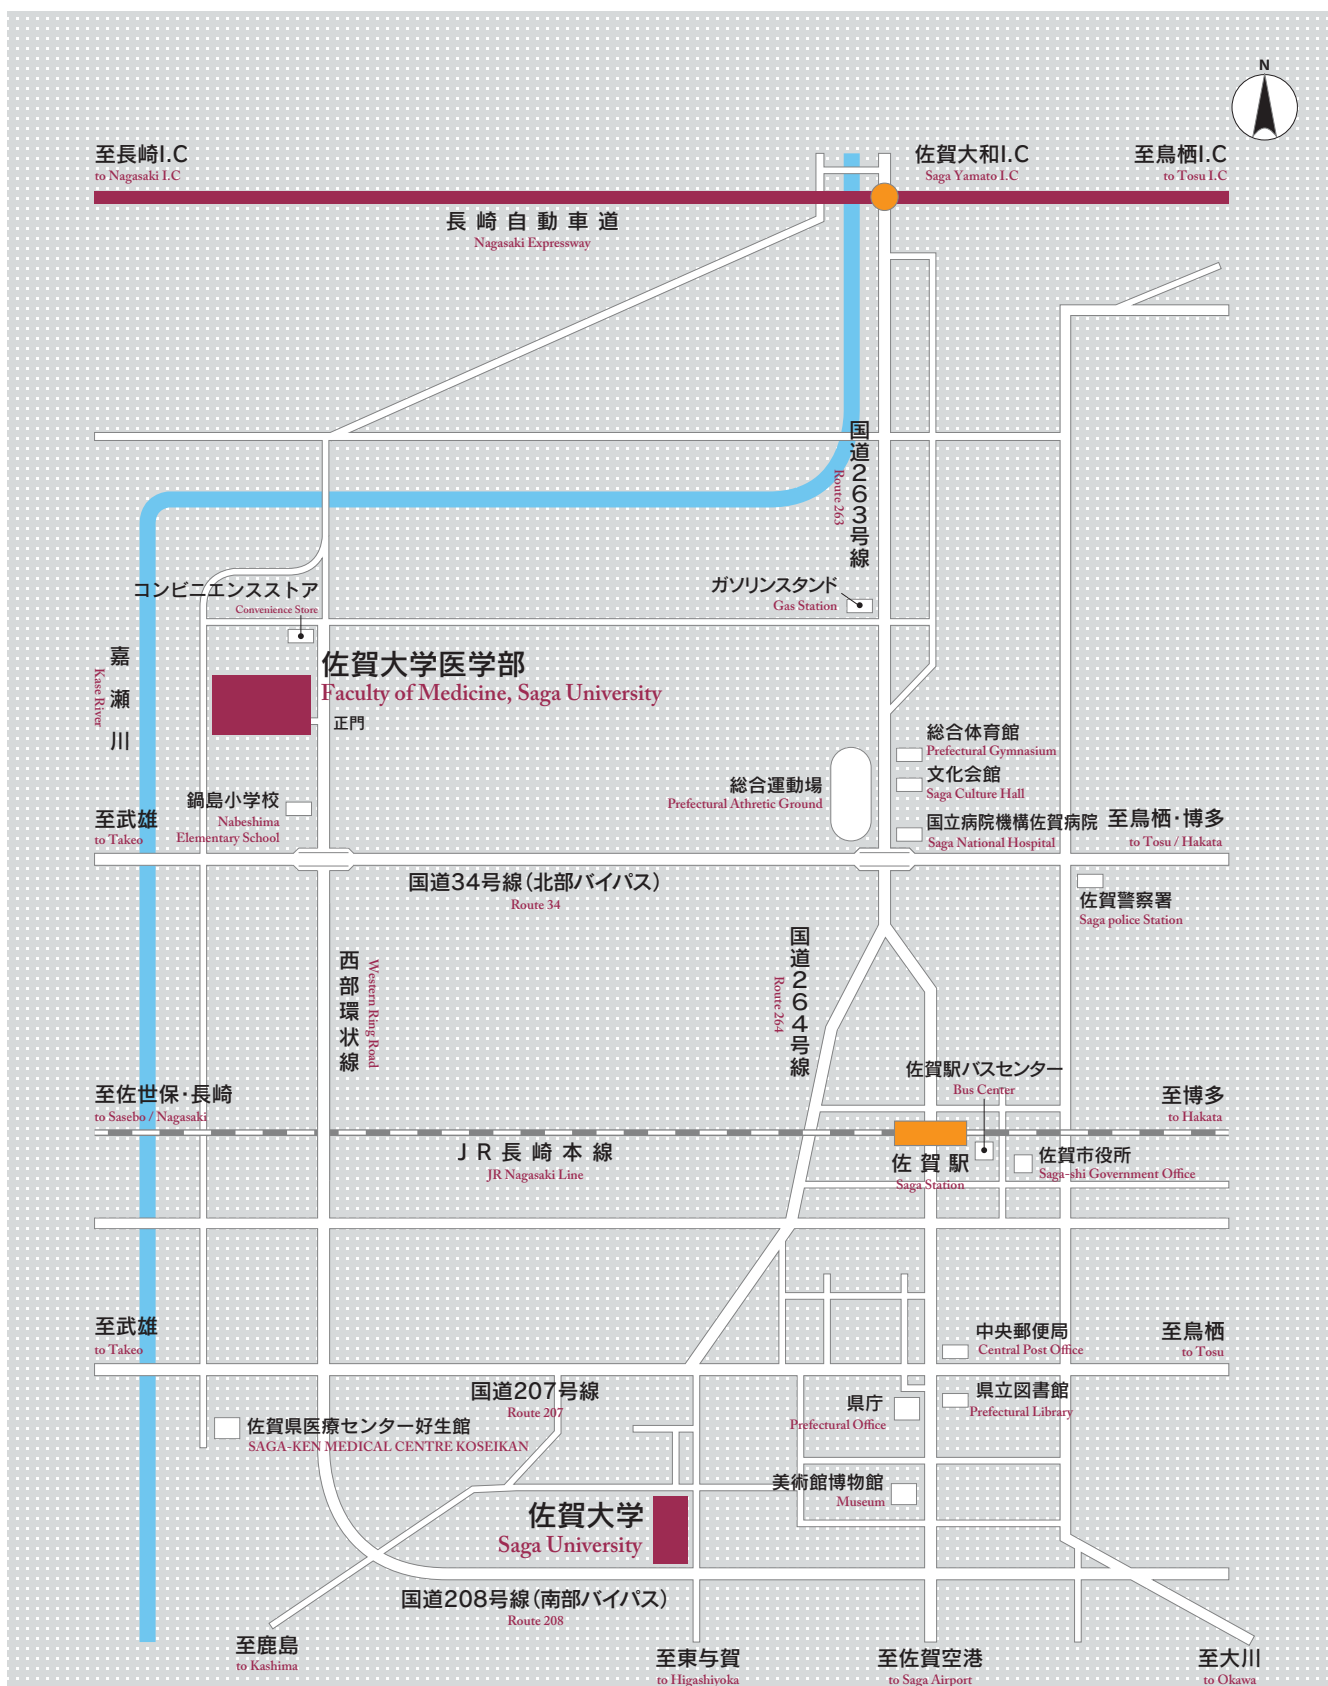 N
至長崎I.C
to Nagasaki I.C
佐賀大和I.C
Saga Yamato I.C
至鳥栖I.C
to Tosu I.C
長崎自動車道
Nagasaki Expressway
国道263号線
Route 263
コンビニエンスストア
Convenience Store
ガソリンスタンド
Gas Station
嘉瀬川
Kase River
佐賀大学医学部
Faculty of Medicine, Saga University
正門
総合体育館
Prefectural Gymnasium
文化会館
Saga Culture Hall
総合運動場
Prefectural Athretic Ground
鍋島小学校
Nabeshima
Elementary School
至武雄
to Takeo
国立病院機構佐賀病院
Saga National Hospital
至鳥栖・博多
to Tosu / Hakata
国道34号線(北部バイパス)
Route 34
佐賀警察署
Saga police Station
西部環状線
Western Ring Road
国道264号線
Route 264
佐賀駅バスセンター
Bus Center
至佐世保・長崎
to Sasebo / Nagasaki
至博多
to Hakata
JR長崎本線
JR Nagasaki Line
佐賀駅
Saga Station
佐賀市役所
Saga-shi Government Office
至武雄
to Takeo
中央郵便局
Central Post Office
至鳥栖
to Tosu
国道207号線
Route 207
県庁
Prefectural Office
県立図書館
Prefectural Library
佐賀県医療センター好生館
SAGA-KEN MEDICAL CENTRE KOSEIKAN
美術館博物館
Museum
佐賀大学
Saga University
国道208号線(南部バイパス)
Route 208
至鹿島
to Kashima
至東与賀
to Higashiyoka
至佐賀空港
to Saga Airport
至大川
to Okawa